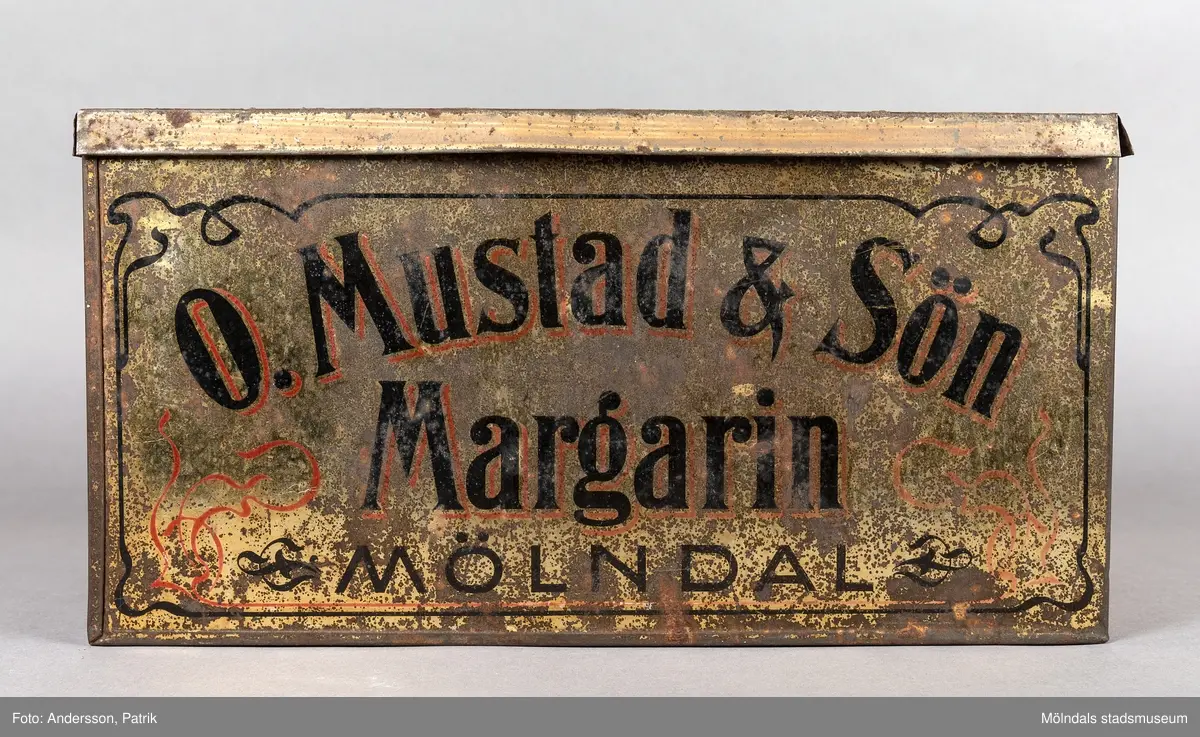 O. Mustad & Sön
Margarin
MÖLNDAL
Foto: Andersson, Patrik
Mölndals stadsmuseum